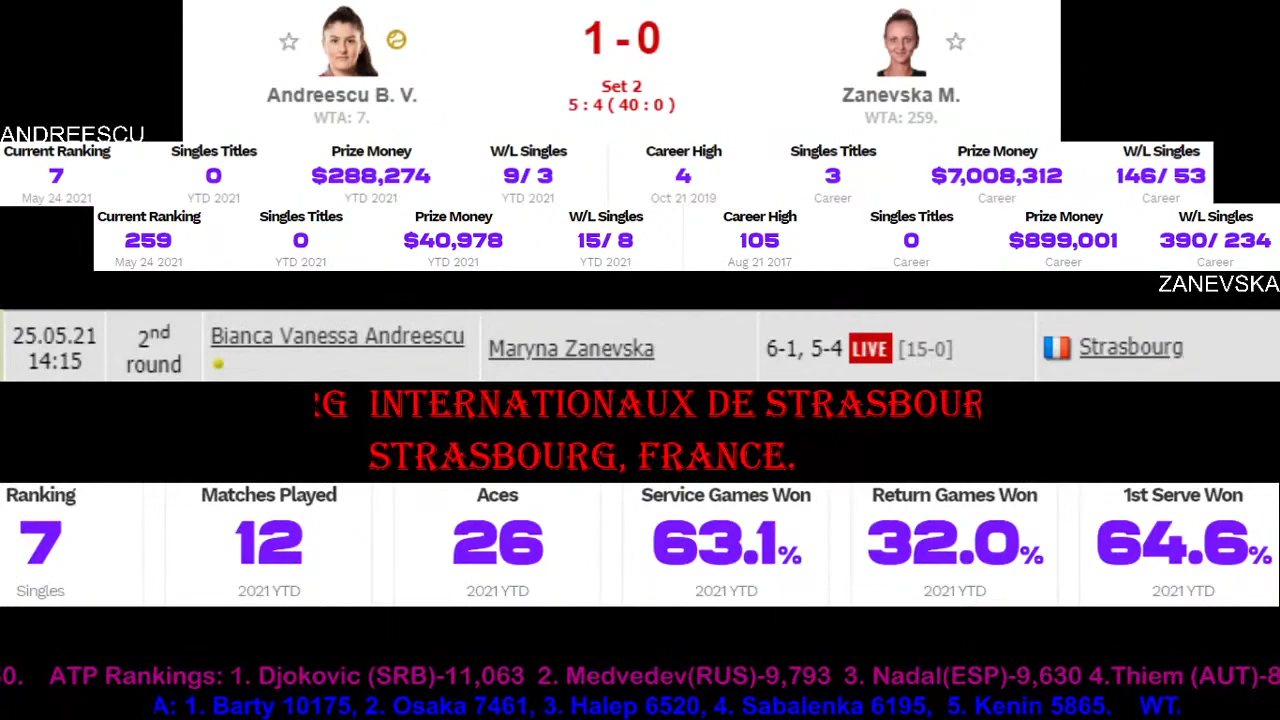 1 - 0
Set 2
5 : 4 ( 40 : 0 )
Andreescu B. V.
WTA: 7.
Zanevska M.
WTA: 259.
ANDREESCU
Current Ranking Singles Titles Prize Money W/L Singles Career High Singles Titles Prize Money W/L Singles
7 0 $288,274 9/ 3 4 3 $7,008,312 146/ 53
May 24 2021 YTD 2021 YTD 2021 YTD 2021 Oct 21 2019 Career Career Career
Current Ranking Singles Titles Prize Money W/L Singles Career High Singles Titles Prize Money W/L Singles
259 0 $40,978 15/ 8 105 0 $899,001 390/ 234
May 24 2021 YTD 2021 YTD 2021 YTD 2021 Aug 21 2017 Career Career Career
ZANEVSKA
25.05.21 2nd Bianca Vanessa Andreescu Maryna Zanevska 6-1, 5-4 LIVE [15-0] Strasbourg
14:15 round
RG INTERNATIONAUX DE STRASBOUR
STRASBOURG, FRANCE.
Ranking Matches Played Aces Service Games Won Return Games Won 1st Serve Won
7 12 26 63.1% 32.0% 64.6%
Singles 2021 YTD 2021 YTD 2021 YTD 2021 YTD 2021 YTD
0. ATP Rankings: 1. Djokovic (SRB)-11,063 2. Medvedev(RUS)-9,793 3. Nadal(ESP)-9,630 4.Thiem (AUT)-8
A: 1. Barty 10175, 2. Osaka 7461, 3. Halep 6520, 4. Sabalenka 6195, 5. Kenin 5865. WT.